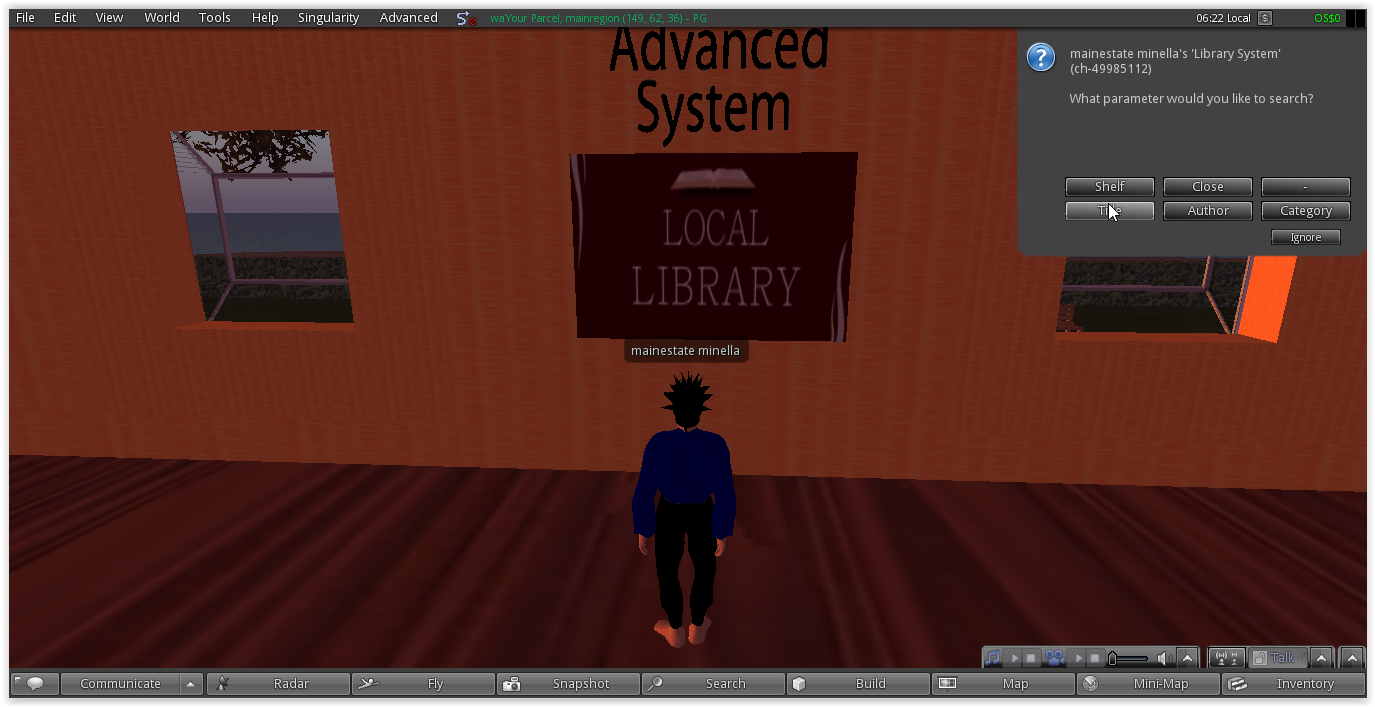 File Edit View World Tools Help Singularity Advanced waYour Parcel, mainregion (149, 62, 36) - PG 06:22 Local $ OS$0
Advanced
System
LOCAL
LIBRARY
mainestate minella
mainestate minella's 'Library System'
(ch-49985112)
What parameter would you like to search?
Shelf Close -
Author Category
Ignore
Talk
Communicate Radar Fly Snapshot Search Build Map Mini-Map Inventory